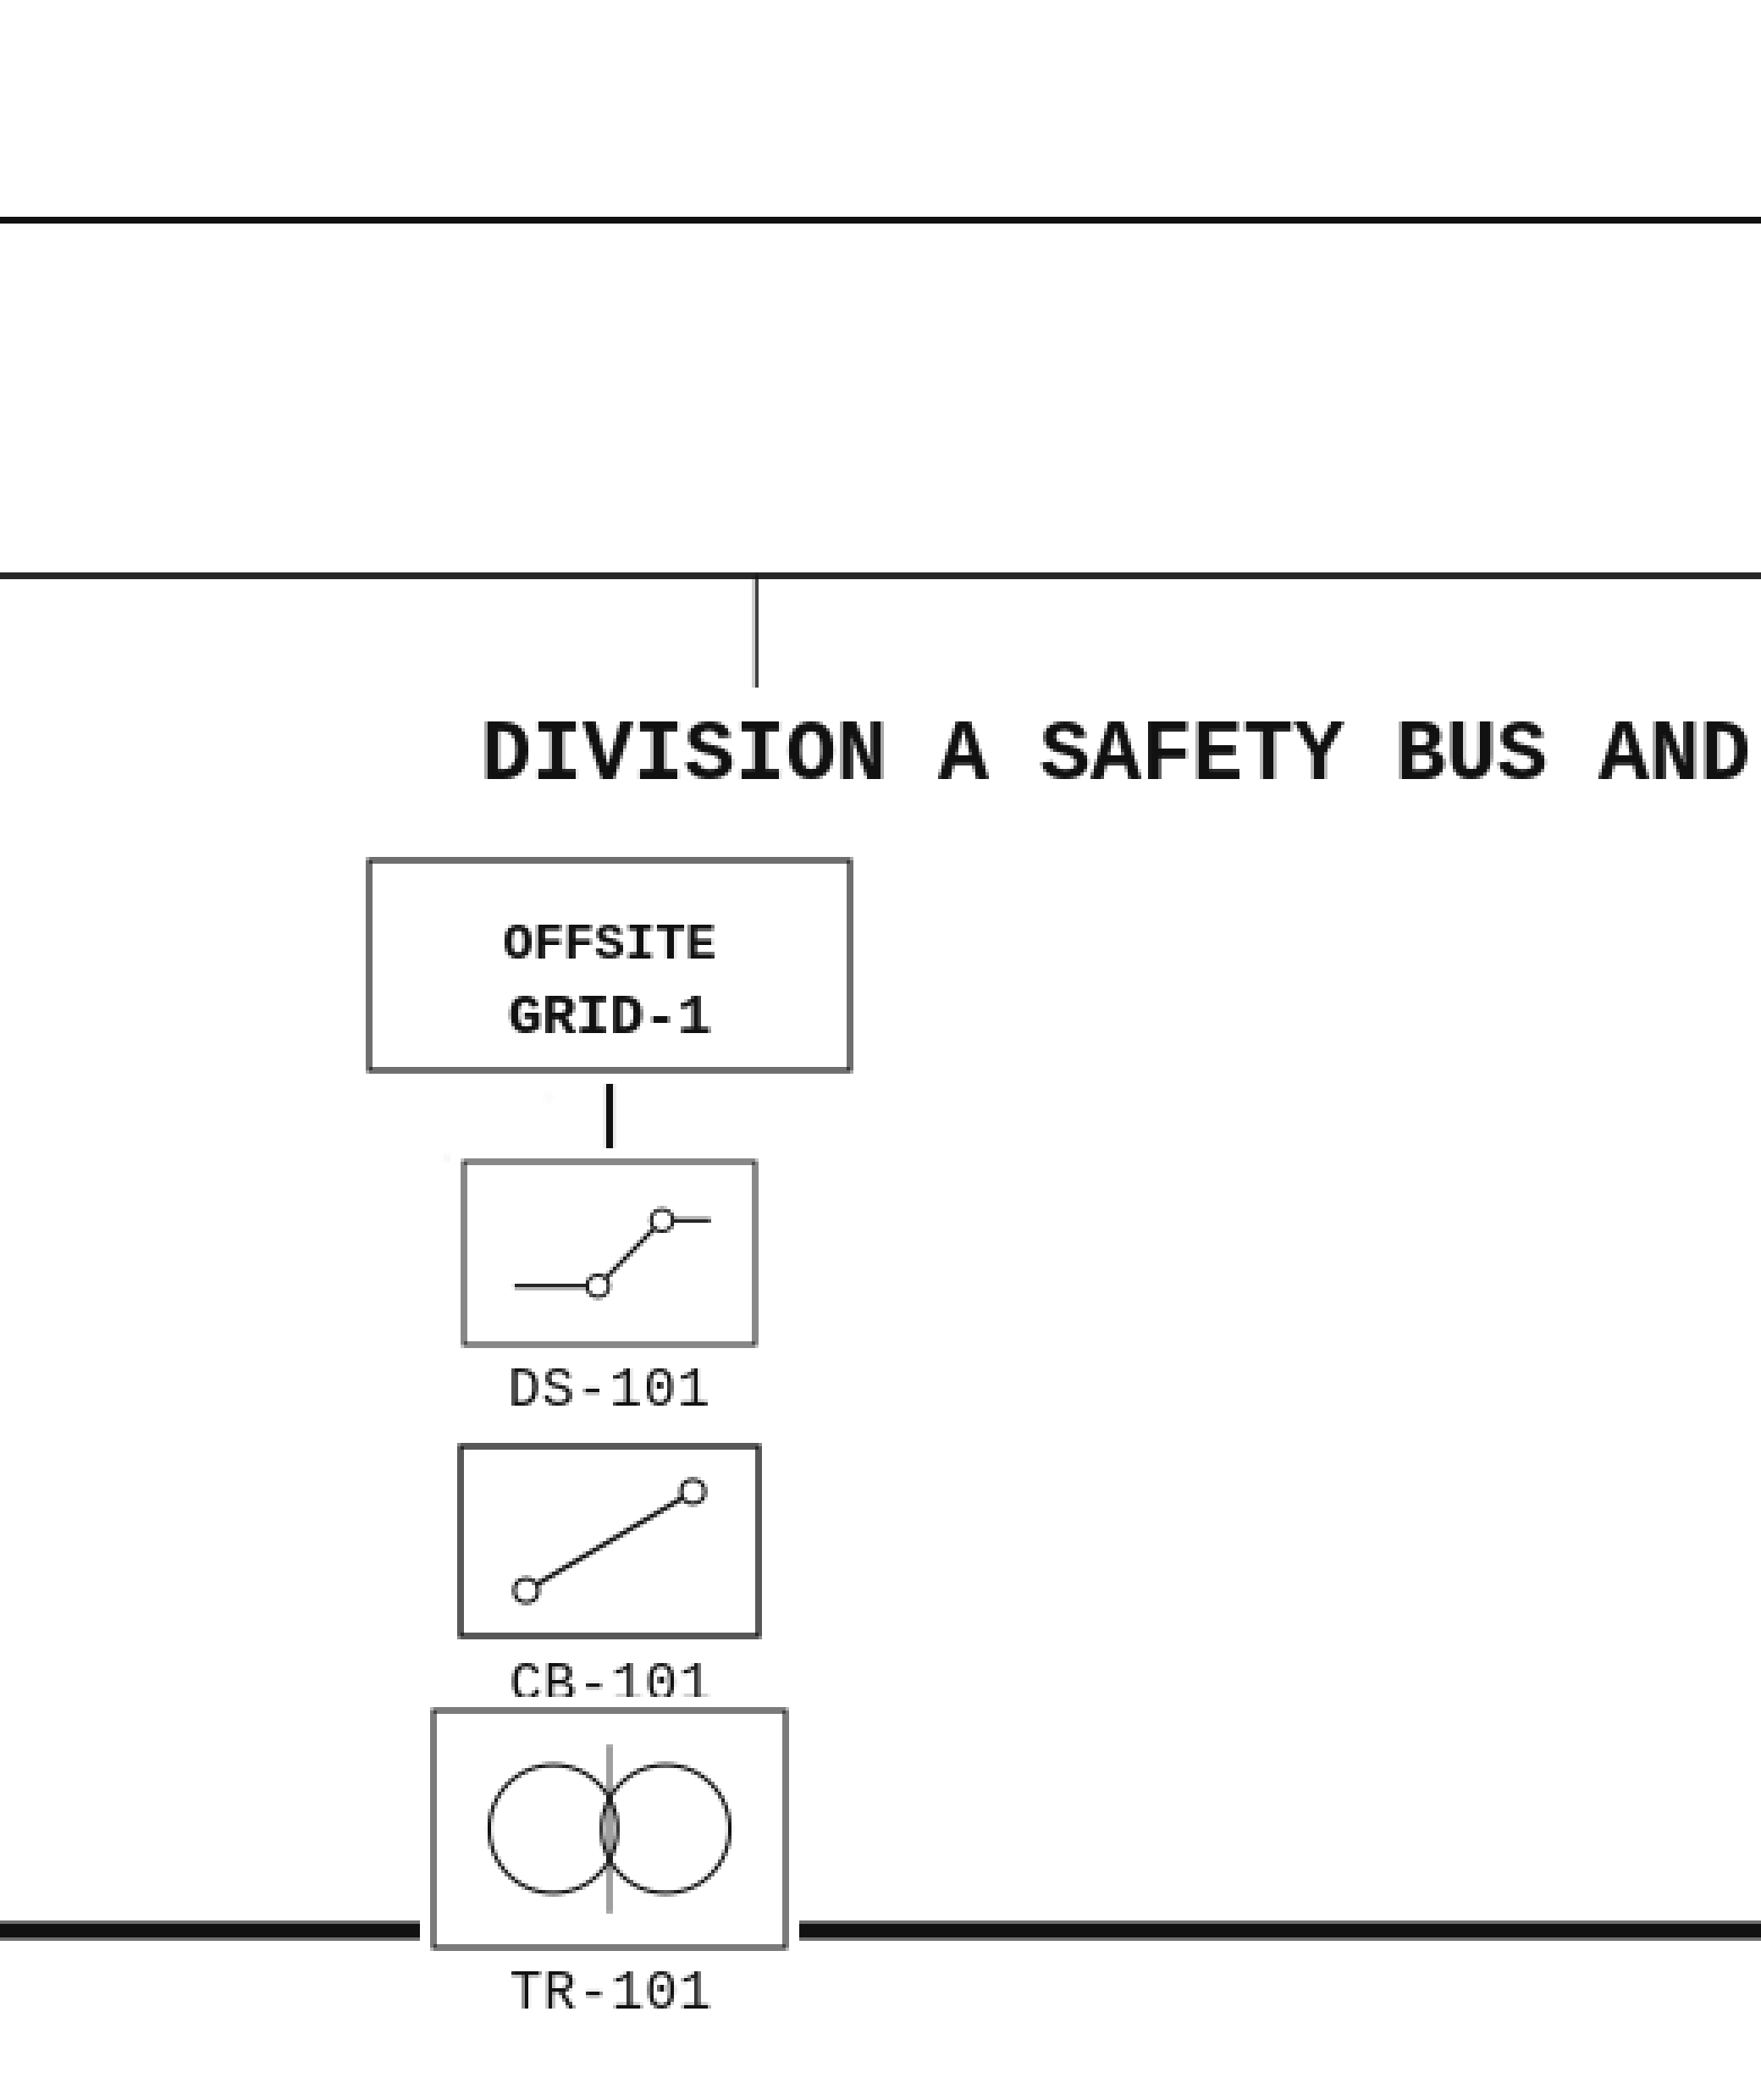 DIVISION A SAFETY BUS AND
OFFSITE
GRID-1
DS-101
CB-101
TR-101